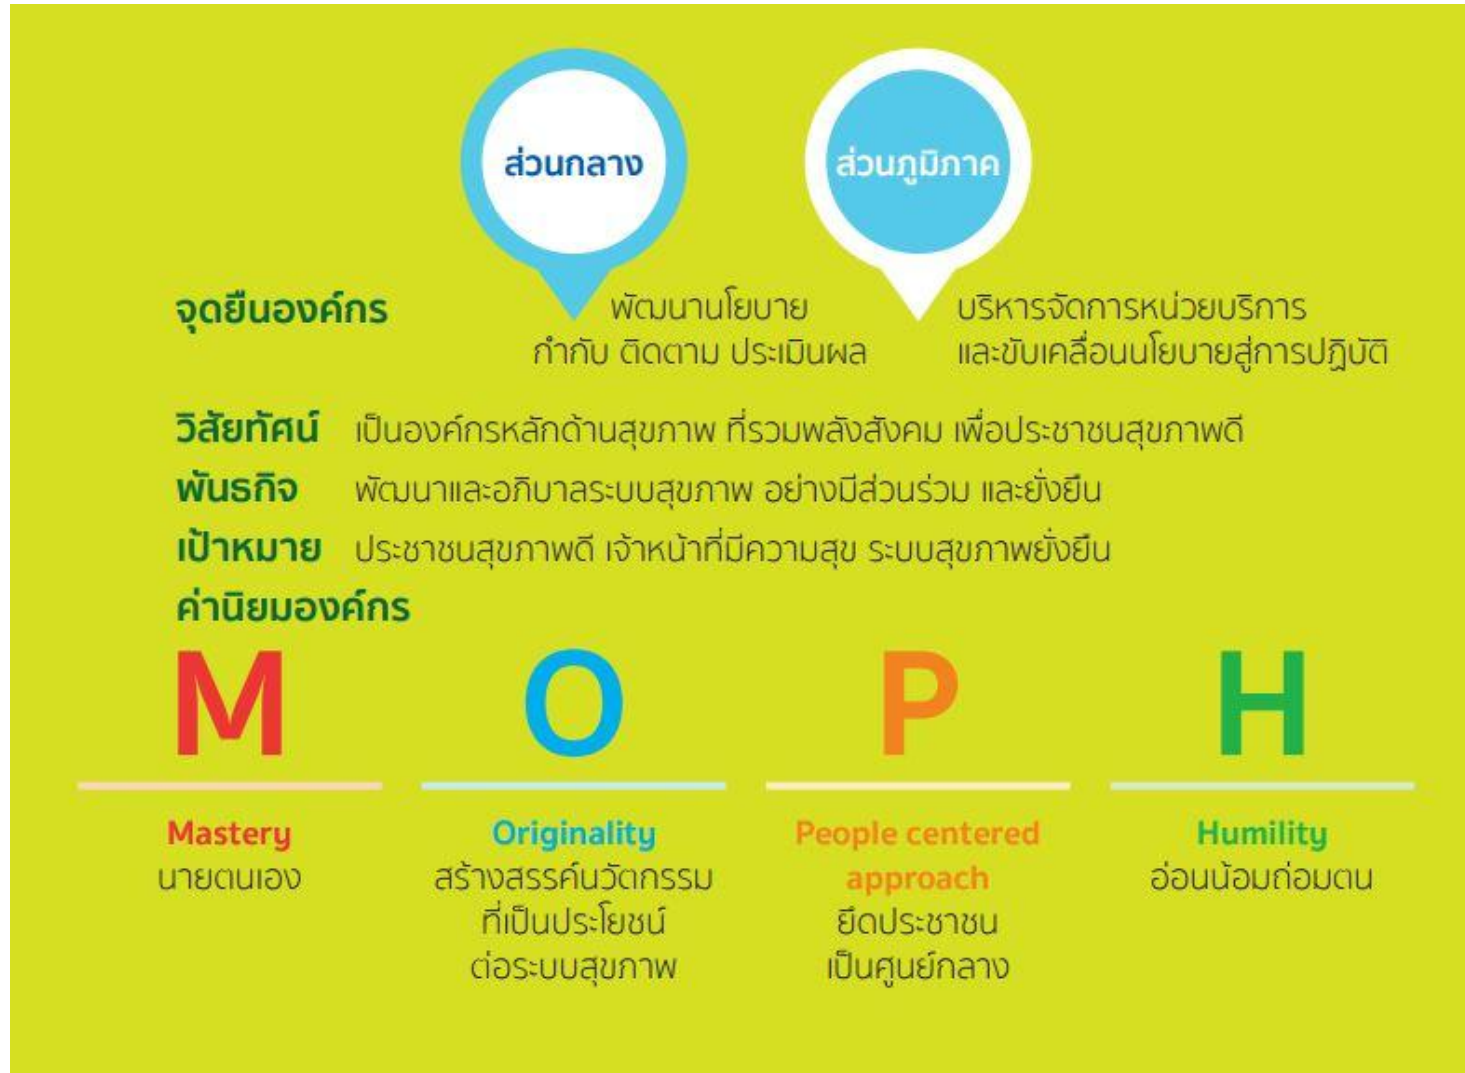 ส่วนกลาง
ส่วนภูมิภาค
จุดยืนองค์กร
พัฒนานโยบาย
กำกับ ติดตาม ประเมินผล
บริหารจัดการหน่วยบริการ
และขับเคลื่อนนโยบายสู่การปฏิบัติ
วิสัยทัศน์ เป็นองค์กรหลักด้านสุขภาพ ที่รวมพลังสังคม เพื่อประชาชนสุขภาพดี
พันธกิจ พัฒนาและอภิบาลระบบสุขภาพ อย่างมีส่วนร่วม และยั่งยืน
เป้าหมาย ประชาชนสุขภาพดี เจ้าหน้าที่มีความสุข ระบบสุขภาพยั่งยืน
ค่านิยมองค์กร
M O P H
Mastery
นายตนเอง
Originality
สร้างสรรค์นวัตกรรม
ที่เป็นประโยชน์
ต่อระบบสุขภาพ
People centered
approach
ยึดประชาชน
เป็นศูนย์กลาง
Humility
อ่อนน้อมถ่อมตน